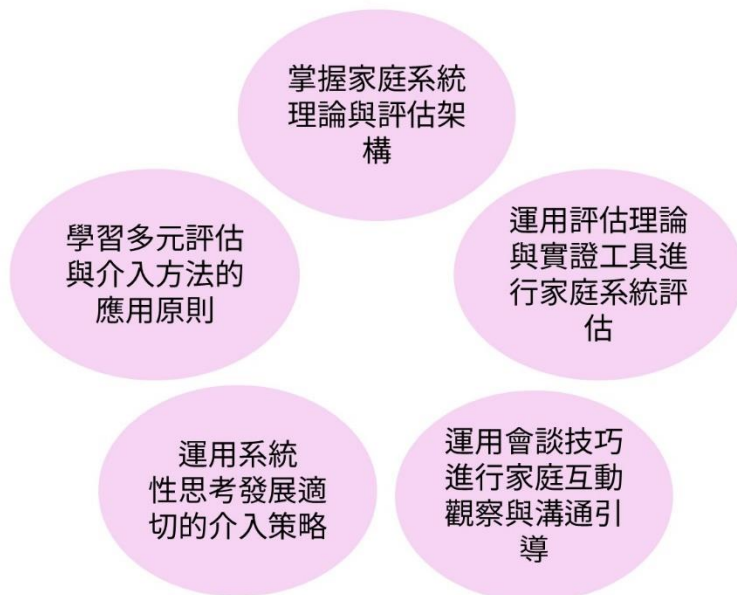 掌握家庭系統
理論與評估架
構
學習多元評估
與介入方法的
應用原則
運用評估理論
與實證工具進
行家庭系統評
估
運用系統
性思考發展適
切的介入策略
運用會談技巧
進行家庭互動
觀察與溝通引
導